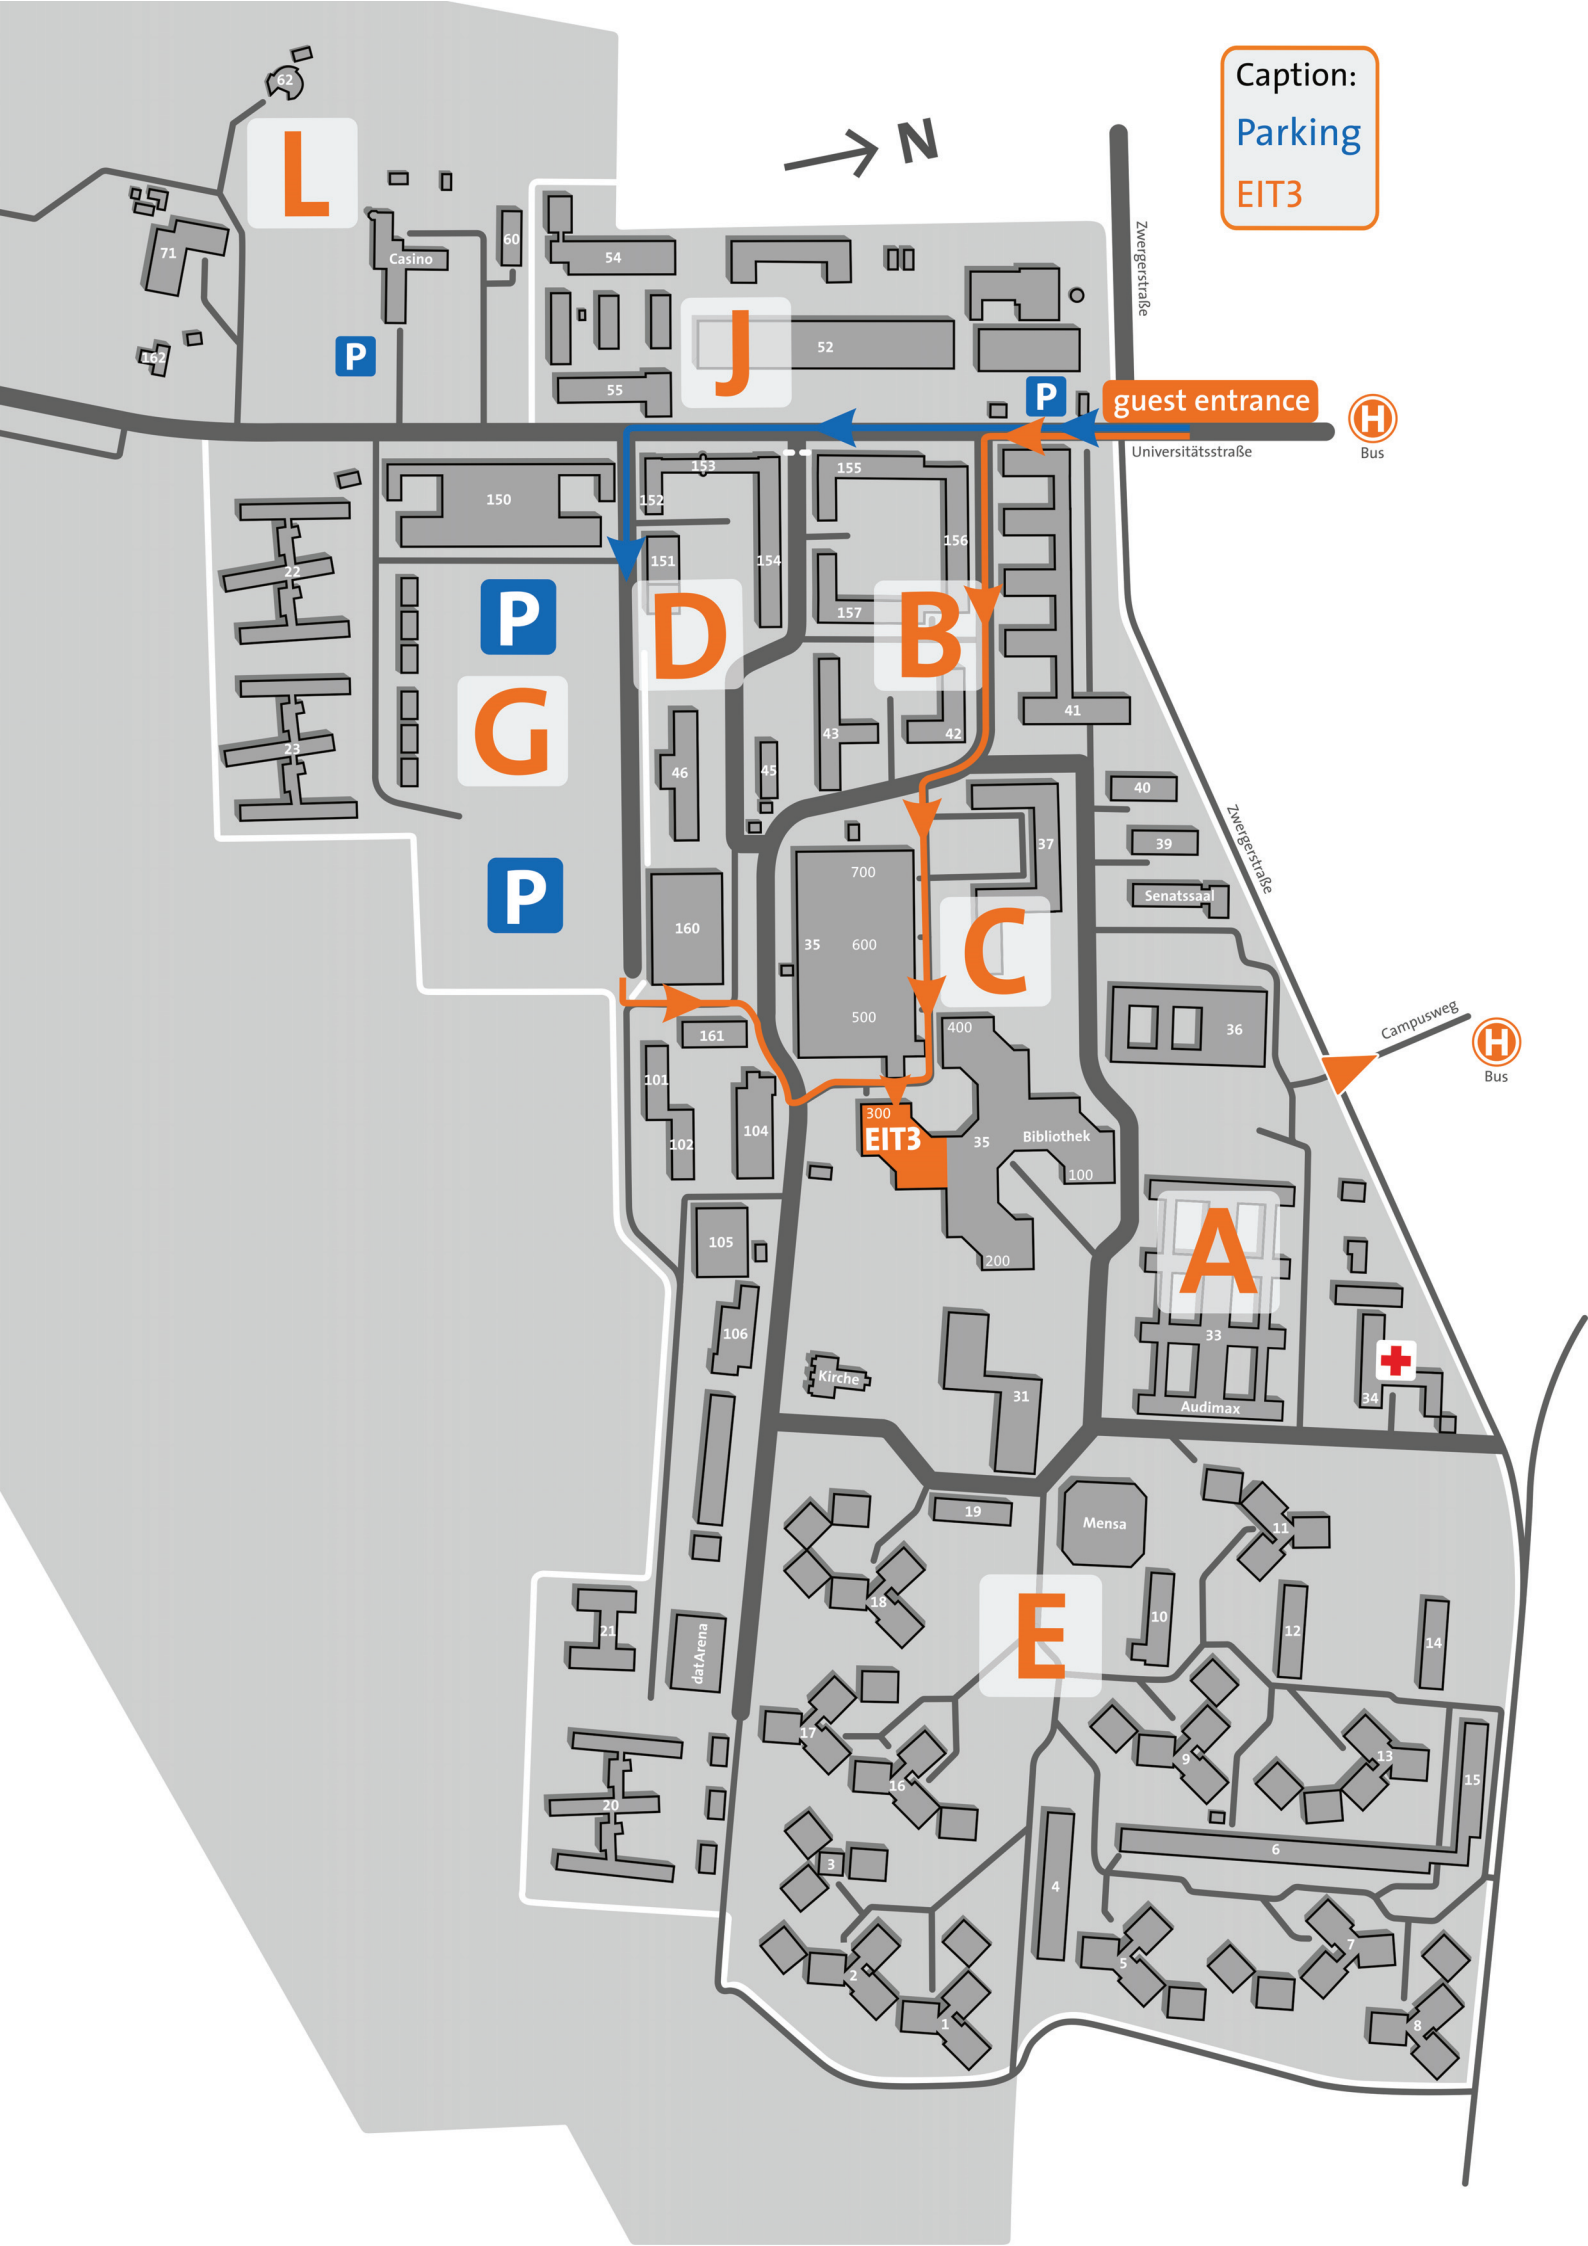 Caption:
Parking
EIT3
N
62
L
71
Casino
60
54
162
P
J
52
55
P
guest entrance
H
Bus
Zwergerstraße
Universitätsstraße
150
153
152
155
151
154
156
157
22
P
D
B
G
23
46
45
43
42
41
40
39
Senatssaal
Zwergerstraße
37
700
P
160
35
600
C
500
400
36
Campusweg
H
Bus
161
101
102
104
300
EIT3
35
Bibliothek
100
200
A
105
106
Kirche
31
33
Audimax
34
19
Mensa
11
18
E
10
12
14
21
datArena
17
16
9
13
15
20
3
6
4
2
1
5
7
8